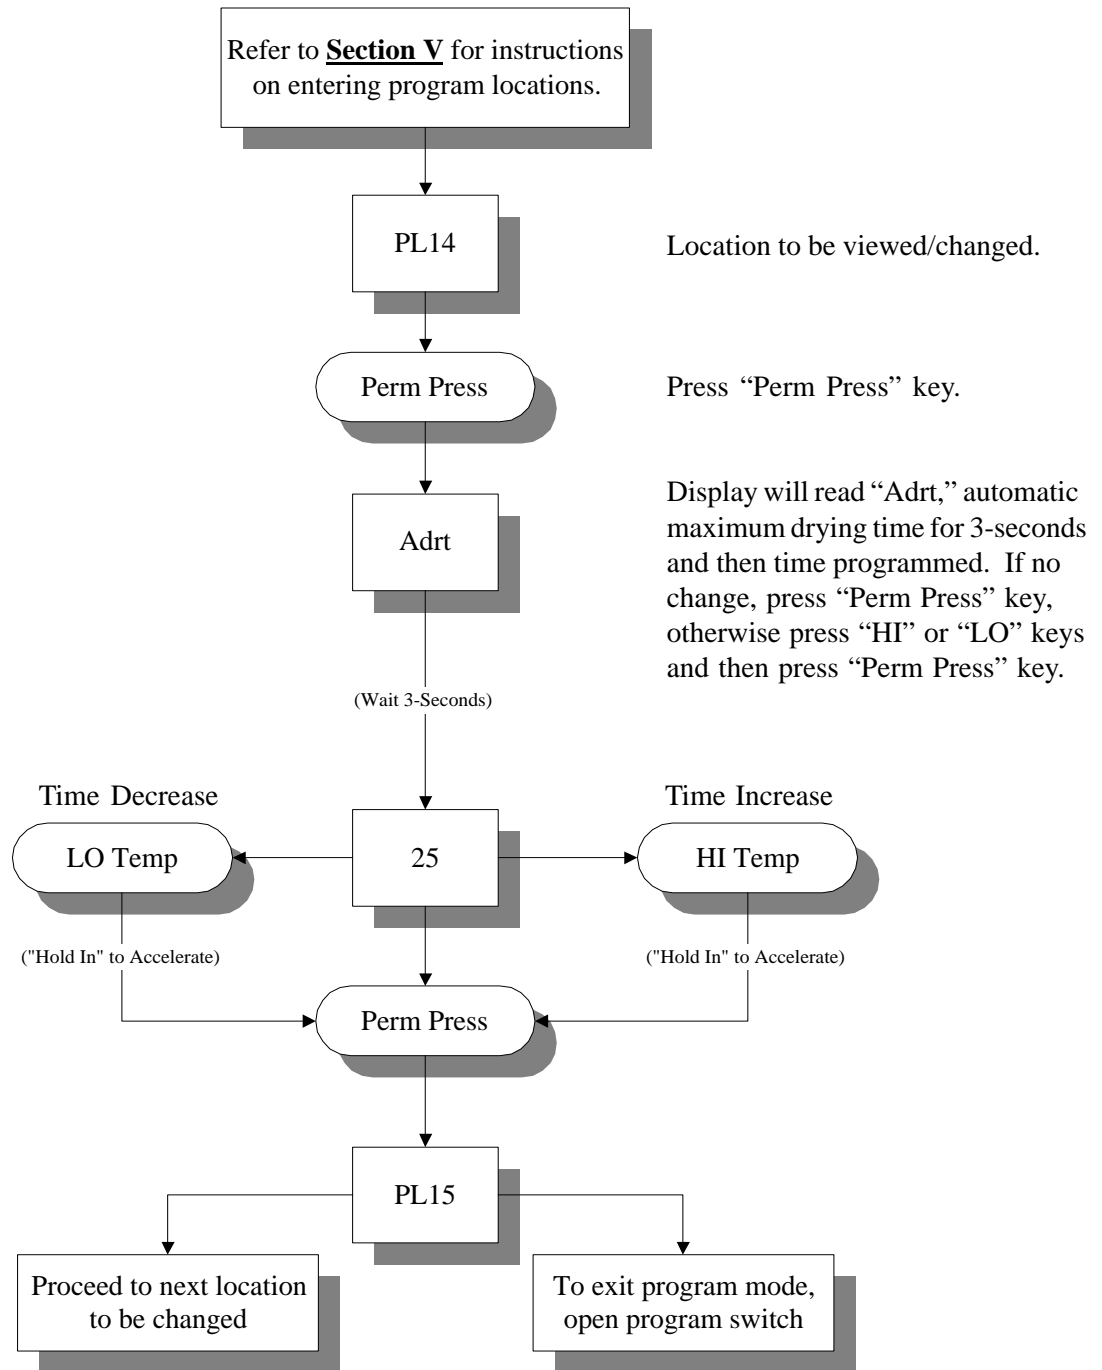 Refer to Section V for instructions
on entering program locations.
PL14
Location to be viewed/changed.
Perm Press
Press “Perm Press” key.
Adrt
Display will read “Adrt,” automatic
maximum drying time for 3-seconds
and then time programmed. If no
change, press “Perm Press” key,
otherwise press “HI” or “LO” keys
and then press “Perm Press” key.
(Wait 3-Seconds)
Time Decrease
Time Increase
LO Temp
25
HI Temp
("Hold In" to Accelerate)
("Hold In" to Accelerate)
Perm Press
PL15
Proceed to next location
to be changed
To exit program mode,
open program switch